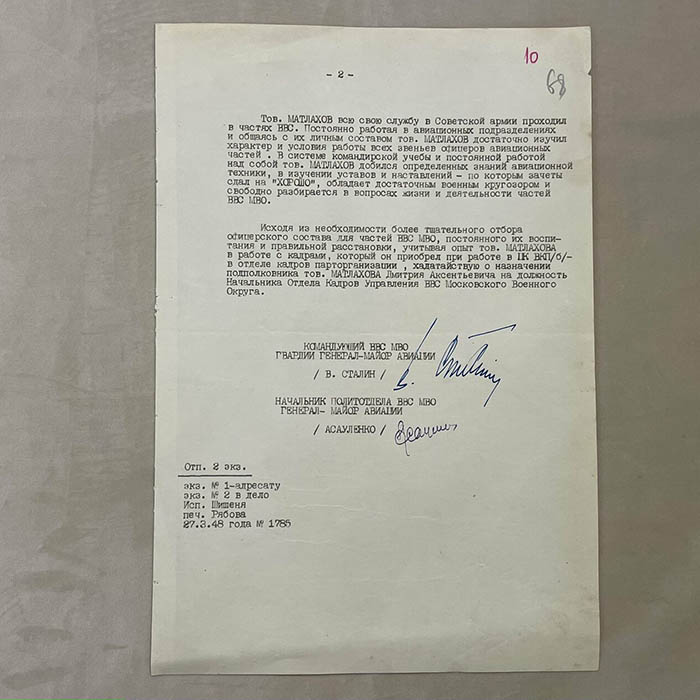 10
68
- 2 -
Тов. МАТЛАХОВ всю свою службу в Советской армии проходил
в частях ВВС. Постоянно работая в авиационных подразделениях
и общаясь с их личным составом тов. МАТЛАХОВ достаточно изучил
характер и условия работы всех звеньев офицеров авиационных
частей . В системе командирской учебы и постоянной работой
над собой тов. МАТЛАХОВ добился определенных знаний авиационной
техники, в изучении уставов и наставлений - по которым зачеты
сдал на "ХОРОШО", обладает достаточным военным кругозором и
свободно разбирается в вопросах жизни и деятельности частей
ВВС МВО.
Исходя из необходимости более тщательного отбора
офицерского состава для частей ВВС МВО, постоянного их воспи-
тания и правильной расстановки, учитывая опыт тов. МАТЛАХОВА
в работе с кадрами, который он приобрел при работе в ЦК ВКП/б/-
в отделе кадров парторганизации , хадатайствую о назначении
подполковника тов. МАТЛАХОВА Дмитрия Аксентьевича на должность
Начальника Отдела Кадров Управления ВВС Московского Военного
Округа.
КОМАНДУЮЩИЙ ВВС МВО
ГВАРДИИ ГЕНЕРАЛ-МАЙОР АВИАЦИИ
/ В. СТАЛИН /
НАЧАЛЬНИК ПОЛИТОТДЕЛА ВВС МВО
ГЕНЕРАЛ- МАЙОР АВИАЦИИ
/ АСАУЛЕНКО /
Отп. 2 экз.
экз. № 1-адресату
экз. № 2 в дело
Исп. Шишеня
печ. Рябова
27.3.48 года № 1785